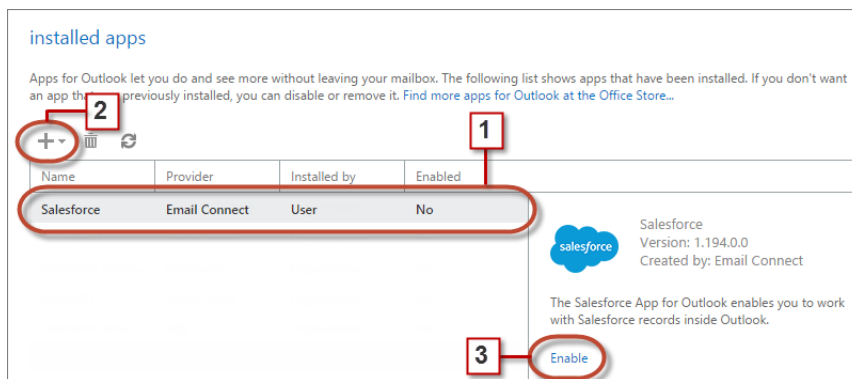 installed apps
Apps for Outlook let you do and see more without leaving your mailbox. The following list shows apps that have been installed. If you don't want
an app previously installed, you can disable or remove it. Find more apps for Outlook at the Office Store...
2
1
Name Provider Installed by Enabled
Salesforce Email Connect User No
Salesforce
salesforce Version: 1.194.0.0
Created by: Email Connect
The Salesforce App for Outlook enables you to work
with Salesforce records inside Outlook.
3 Enable